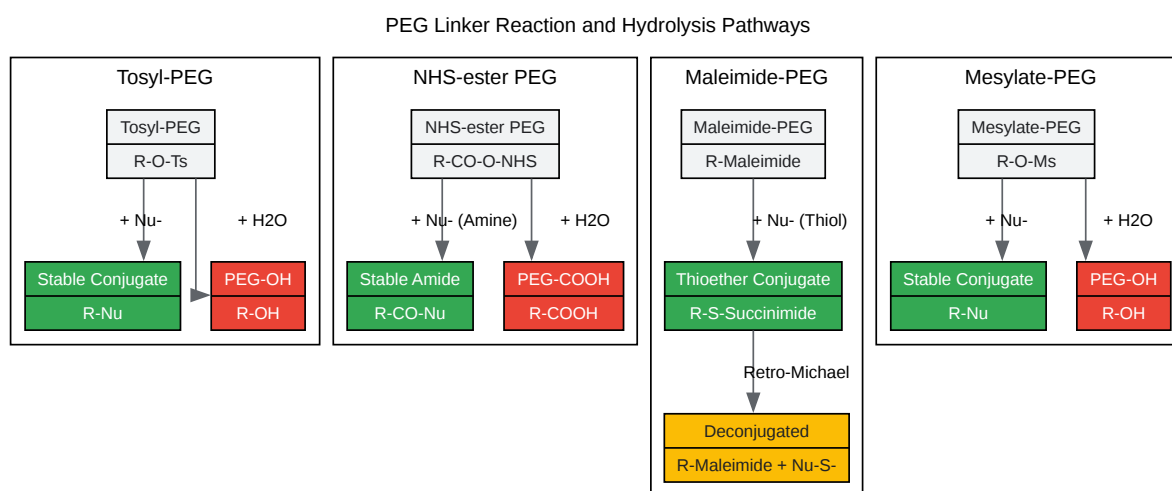 PEG Linker Reaction and Hydrolysis Pathways
Tosyl-PEG
Tosyl-PEG
R-O-Ts
+ Nu-
+ H2O
Stable Conjugate
R-Nu
PEG-OH
R-OH
NHS-ester PEG
NHS-ester PEG
R-CO-O-NHS
+ Nu- (Amine)
+ H2O
Stable Amide
R-CO-Nu
PEG-COOH
R-COOH
Maleimide-PEG
Maleimide-PEG
R-Maleimide
+ Nu- (Thiol)
Thioether Conjugate
R-S-Succinimide
Retro-Michael
Deconjugated
R-Maleimide + Nu-S-
Mesylate-PEG
Mesylate-PEG
R-O-Ms
+ Nu-
+ H2O
Stable Conjugate
R-Nu
PEG-OH
R-OH